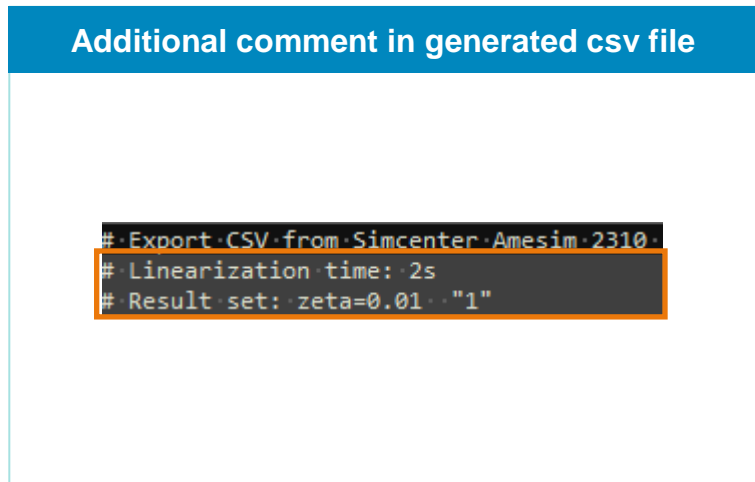 Additional comment in generated csv file
# Export CSV from Simcenter Amesim 2310
# Linearization time: 2s
# Result set: zeta=0.01  "1"